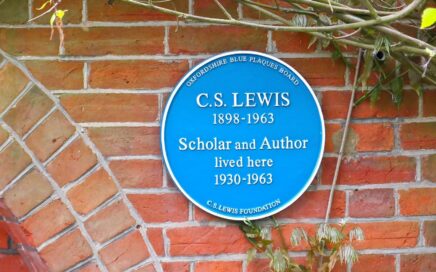 OXFORDSHIRE BLUE PLAQUES BOARD
C.S. LEWIS
1898-1963
Scholar and Author
lived here
1930-1963
C.S. LEWIS FOUNDATION